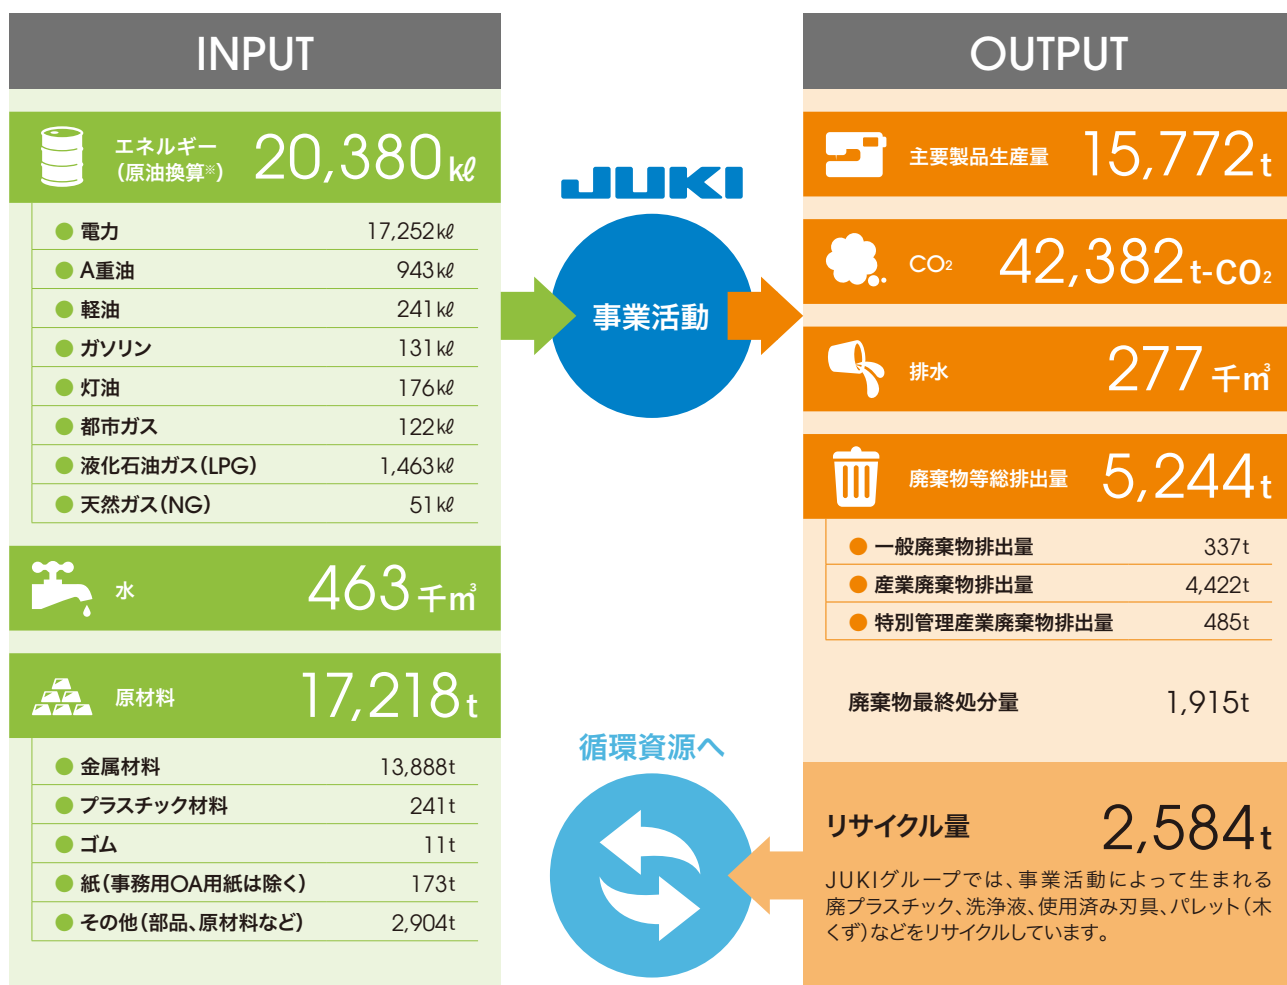 INPUT
エネルギー
（原油換算※）
20,380kℓ
電力 17,252kℓ
A重油 943kℓ
軽油 241kℓ
ガソリン 131kℓ
灯油 176kℓ
都市ガス 122kℓ
液化石油ガス（LPG） 1,463kℓ
天然ガス（NG） 51kℓ
水 463千㎥
原材料 17,218t
金属材料 13,888t
プラスチック材料 241t
ゴム 11t
紙（事務用OA用紙は除く） 173t
その他（部品、原材料など） 2,904t
JUKI
事業活動
循環資源へ
OUTPUT
主要製品生産量 15,772t
CO₂ 42,382t-CO₂
排水 277千㎥
廃棄物等総排出量 5,244t
一般廃棄物排出量 337t
産業廃棄物排出量 4,422t
特別管理産業廃棄物排出量 485t
廃棄物最終処分量 1,915t
リサイクル量 2,584t
JUKIグループでは、事業活動によって生まれる
廃プラスチック、洗浄液、使用済み刃具、パレット（木
くず）などをリサイクルしています。